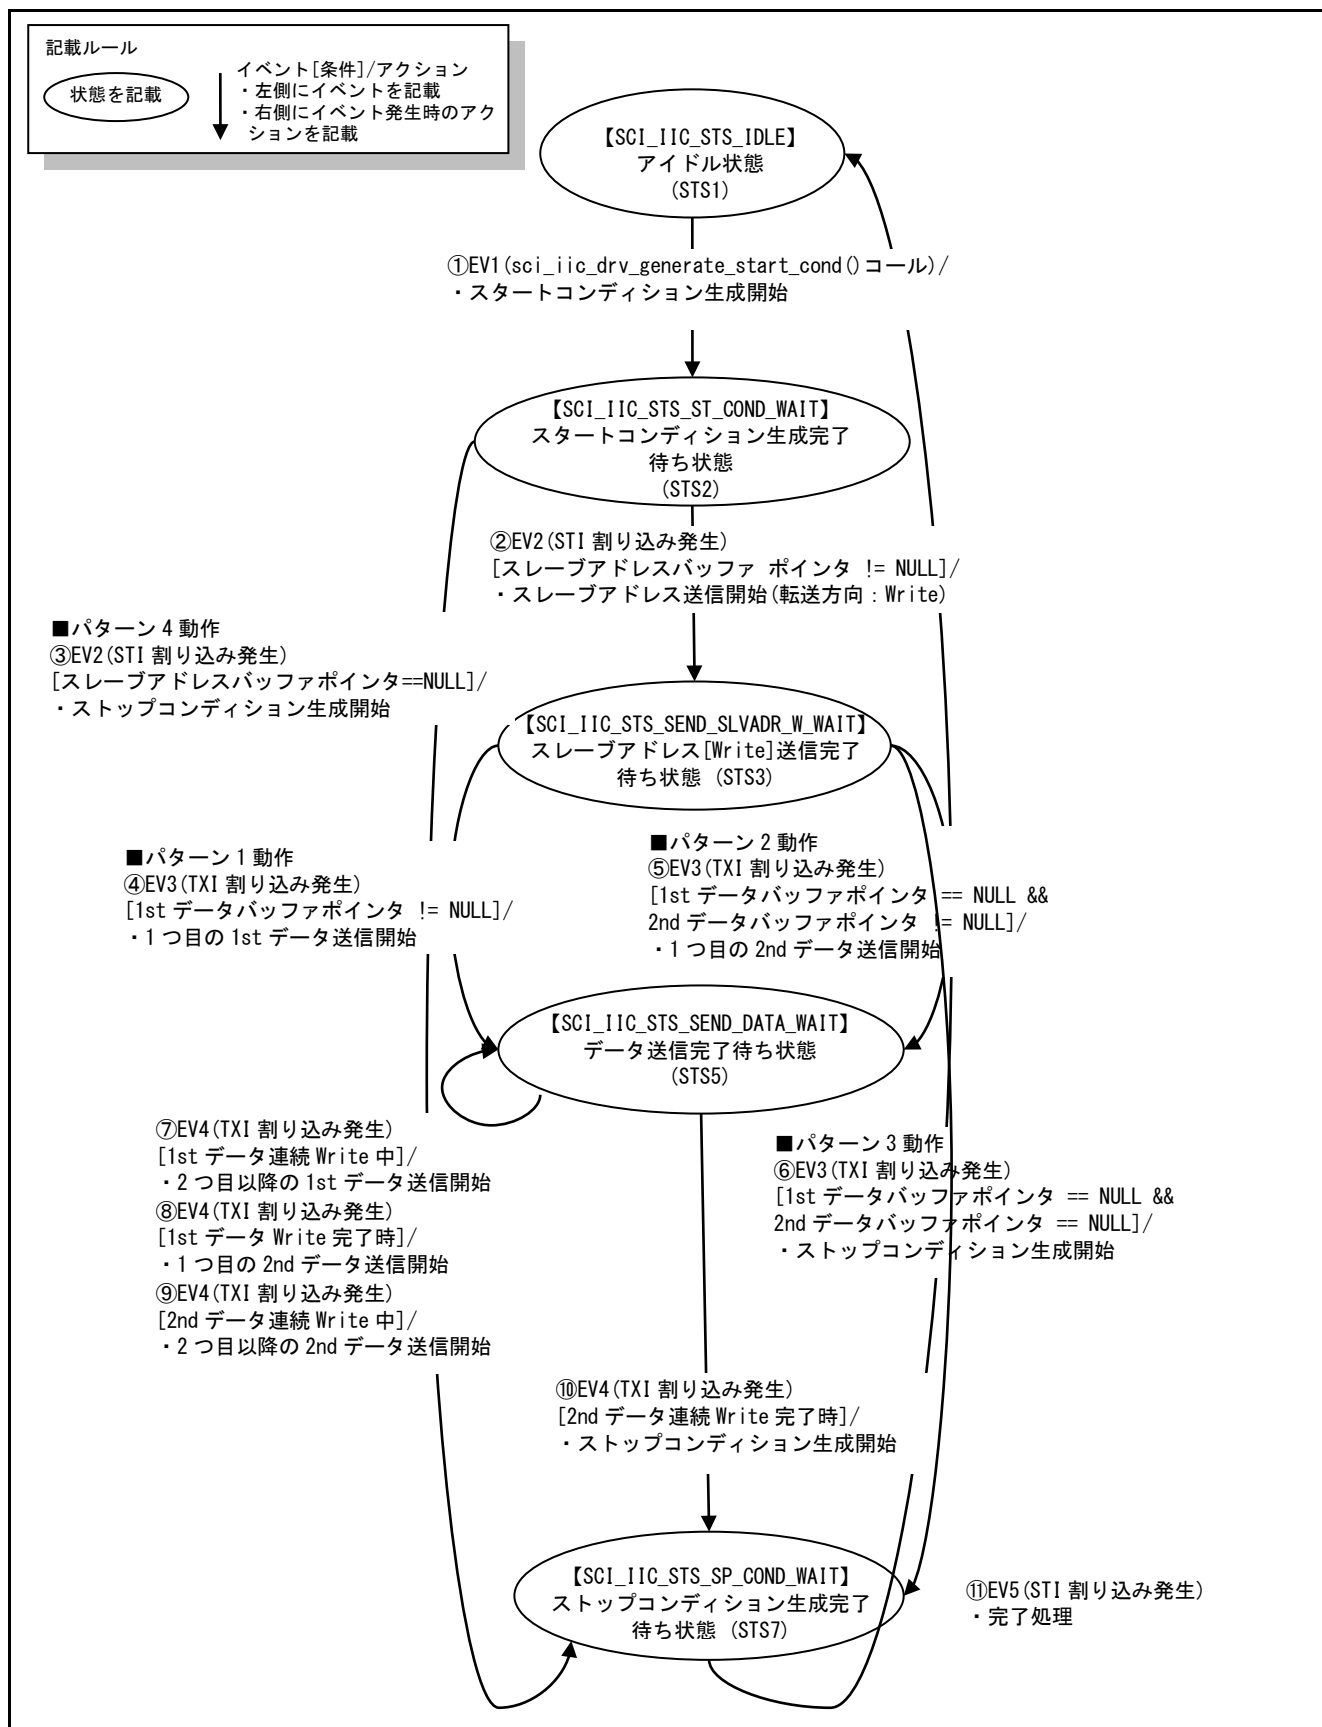 記載ルール
状態を記載
イベント[条件]/アクション
・左側にイベントを記載
・右側にイベント発生時のアク
ションを記載
【SCI_IIC_STS_IDLE】
アイドル状態
(STS1)
①EV1(sci_iic_drv_generate_start_cond()コール)/
・スタートコンディション生成開始
【SCI_IIC_STS_ST_COND_WAIT】
スタートコンディション生成完了
待ち状態
(STS2)
②EV2(STI 割り込み発生)
[スレーブアドレスバッファ ポインタ != NULL]/
・スレーブアドレス送信開始(転送方向：Write)
■パターン 4 動作
③EV2(STI 割り込み発生)
[スレーブアドレスバッファポインタ==NULL]/
・ストップコンディション生成開始
【SCI_IIC_STS_SEND_SLVADR_W_WAIT】
スレーブアドレス[Write]送信完了
待ち状態 (STS3)
■パターン 1 動作
④EV3(TXI 割り込み発生)
[1st データバッファポインタ != NULL]/
・1 つ目の 1st データ送信開始
■パターン 2 動作
⑤EV3(TXI 割り込み発生)
[1st データバッファポインタ == NULL &&
2nd データバッファポインタ != NULL]/
・1 つ目の 2nd データ送信開始
【SCI_IIC_STS_SEND_DATA_WAIT】
データ送信完了待ち状態
(STS5)
⑦EV4(TXI 割り込み発生)
[1st データ連続 Write 中]/
・2 つ目以降の 1st データ送信開始
⑧EV4(TXI 割り込み発生)
[1st データ Write 完了時]/
・1 つ目の 2nd データ送信開始
⑨EV4(TXI 割り込み発生)
[2nd データ連続 Write 中]/
・2 つ目以降の 2nd データ送信開始
■パターン 3 動作
⑥EV3(TXI 割り込み発生)
[1st データバッファポインタ == NULL &&
2nd データバッファポインタ == NULL]/
・ストップコンディション生成開始
⑩EV4(TXI 割り込み発生)
[2nd データ連続 Write 完了時]/
・ストップコンディション生成開始
【SCI_IIC_STS_SP_COND_WAIT】
ストップコンディション生成完了
待ち状態 (STS7)
⑪EV5(STI 割り込み発生)
・完了処理